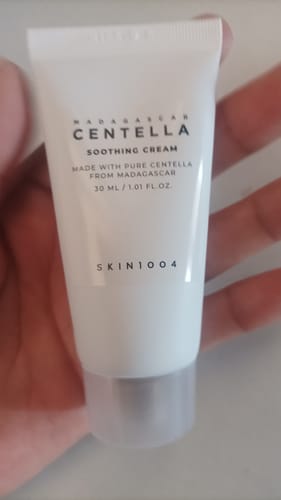 MADAGASCAR
CENTELLA
SOOTHING CREAM
MADE WITH PURE CENTELLA
FROM MADAGASCAR
30 ML / 1.01 FL.OZ.
SKIN1004